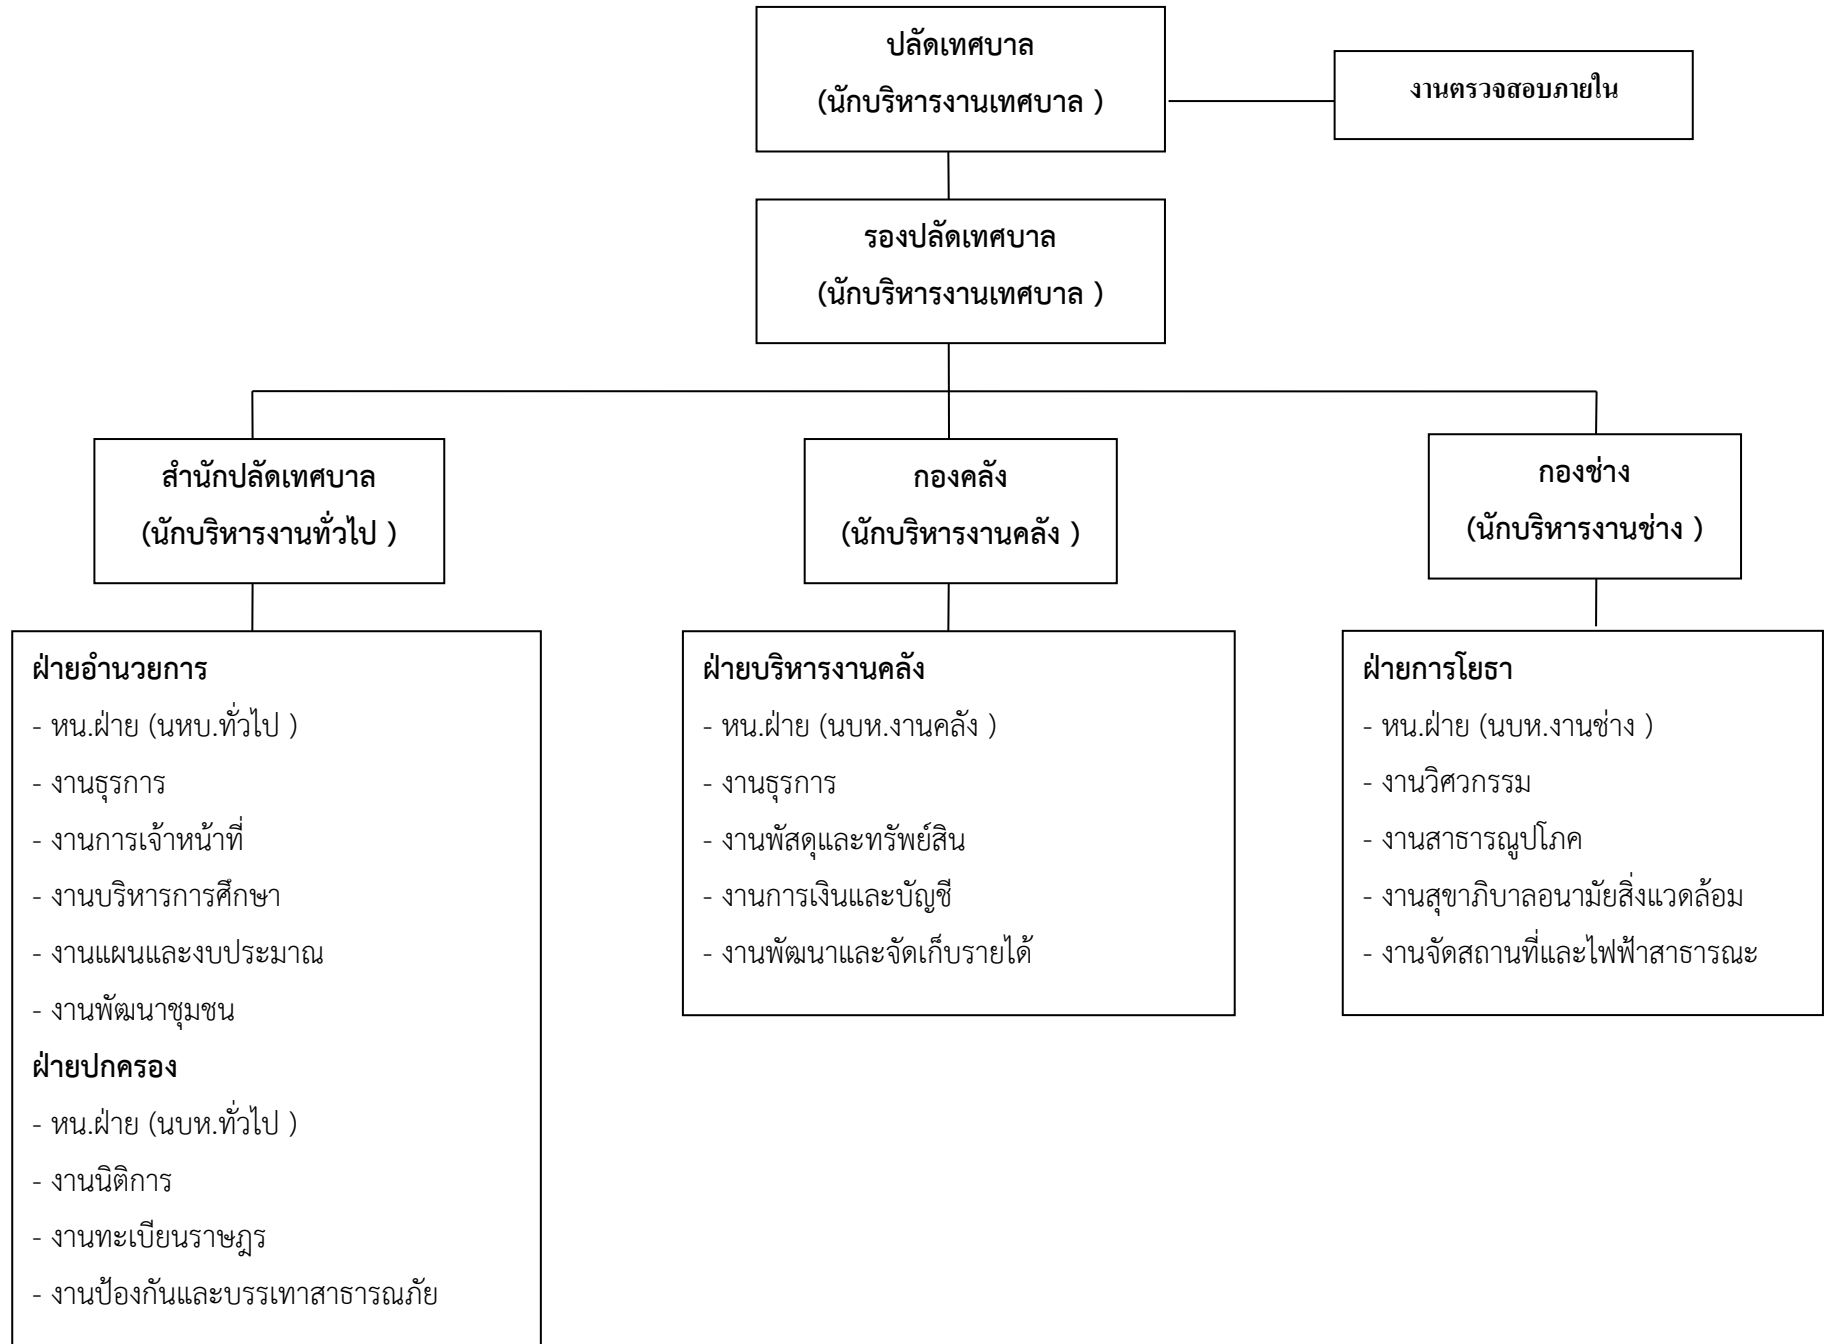 ปลัดเทศบาล
(นักบริหารงานเทศบาล )
งานตรวจสอบภายใน
รองปลัดเทศบาล
(นักบริหารงานเทศบาล )
สำนักปลัดเทศบาล
(นักบริหารงานทั่วไป )
กองคลัง
(นักบริหารงานคลัง )
กองช่าง
(นักบริหารงานช่าง )
ฝ่ายอำนวยการ
- หน.ฝ่าย (นหบ.ทั่วไป )
- งานธุรการ
- งานการเจ้าหน้าที่
- งานบริหารการศึกษา
- งานแผนและงบประมาณ
- งานพัฒนาชุมชน
ฝ่ายปกครอง
- หน.ฝ่าย (นบห.ทั่วไป )
- งานนิติการ
- งานทะเบียนราษฎร
- งานป้องกันและบรรเทาสาธารณภัย
ฝ่ายบริหารงานคลัง
- หน.ฝ่าย (นบห.งานคลัง )
- งานธุรการ
- งานพัสดุและทรัพย์สิน
- งานการเงินและบัญชี
- งานพัฒนาและจัดเก็บรายได้
ฝ่ายการโยธา
- หน.ฝ่าย (นบห.งานช่าง )
- งานวิศวกรรม
- งานสาธารณูปโภค
- งานสุขาภิบาลอนามัยสิ่งแวดล้อม
- งานจัดสถานที่และไฟฟ้าสาธารณะ